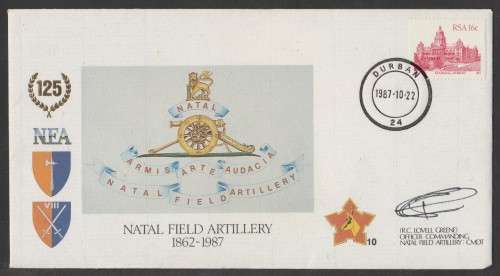 125
NFA
VIII
NATAL
ARMIS ARTE AUDACIA
NATAL FIELD ARTILLERY
NATAL FIELD ARTILLERY
1862-1987
RSA 16c
DURBAN
1987-10-22
24
10
(R.C. LOVELL GREENE)
OFFICER-COMMANDING
NATAL FIELD ARTILLERY - CMDT